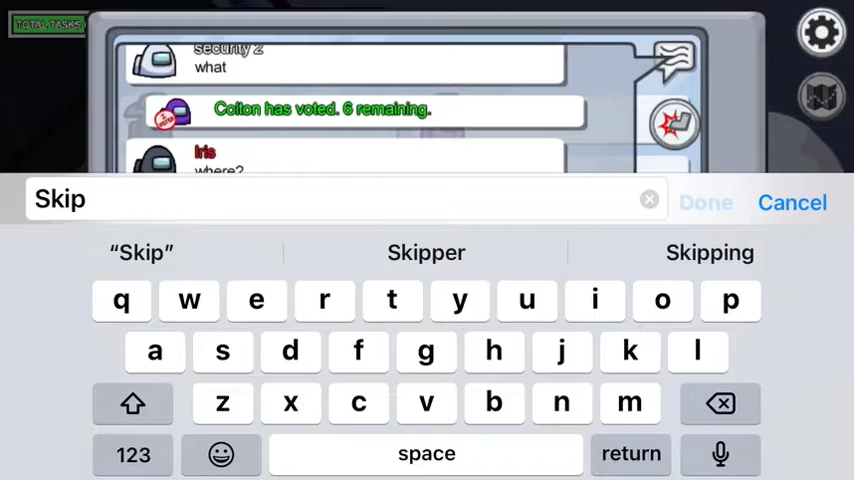 TOTAL TASKS
security 2
what
I VOTED
Colton has voted. 6 remaining.
Iris
where?
Skip
Done
Cancel
“Skip”
Skipper
Skipping
q w e r t y u i o p
a s d f g h j k l
z x c v b n m
123
space
return